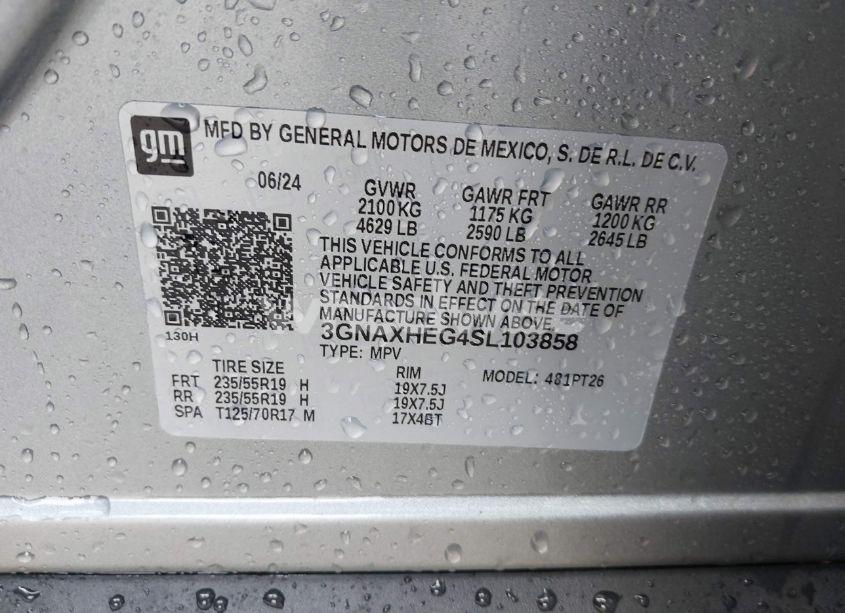 gm
MFD BY GENERAL MOTORS DE MEXICO, S. DE R.L. DE C.V.
06/24 GVWR GAWR FRT GAWR RR
2100 KG 1175 KG 1200 KG
4629 LB 2590 LB 2645 LB
THIS VEHICLE CONFORMS TO ALL
APPLICABLE U.S. FEDERAL MOTOR
VEHICLE SAFETY AND THEFT PREVENTION
STANDARDS IN EFFECT ON THE DATE OF
MANUFACTURE SHOWN ABOVE.
130H 3GNAXHEG4SL103858
TYPE: MPV
TIRE SIZE RIM MODEL: 481PT26
FRT 235/55R19 H 19X7.5J
RR 235/55R19 H 19X7.5J
SPA T125/70R17 M 17X4BT